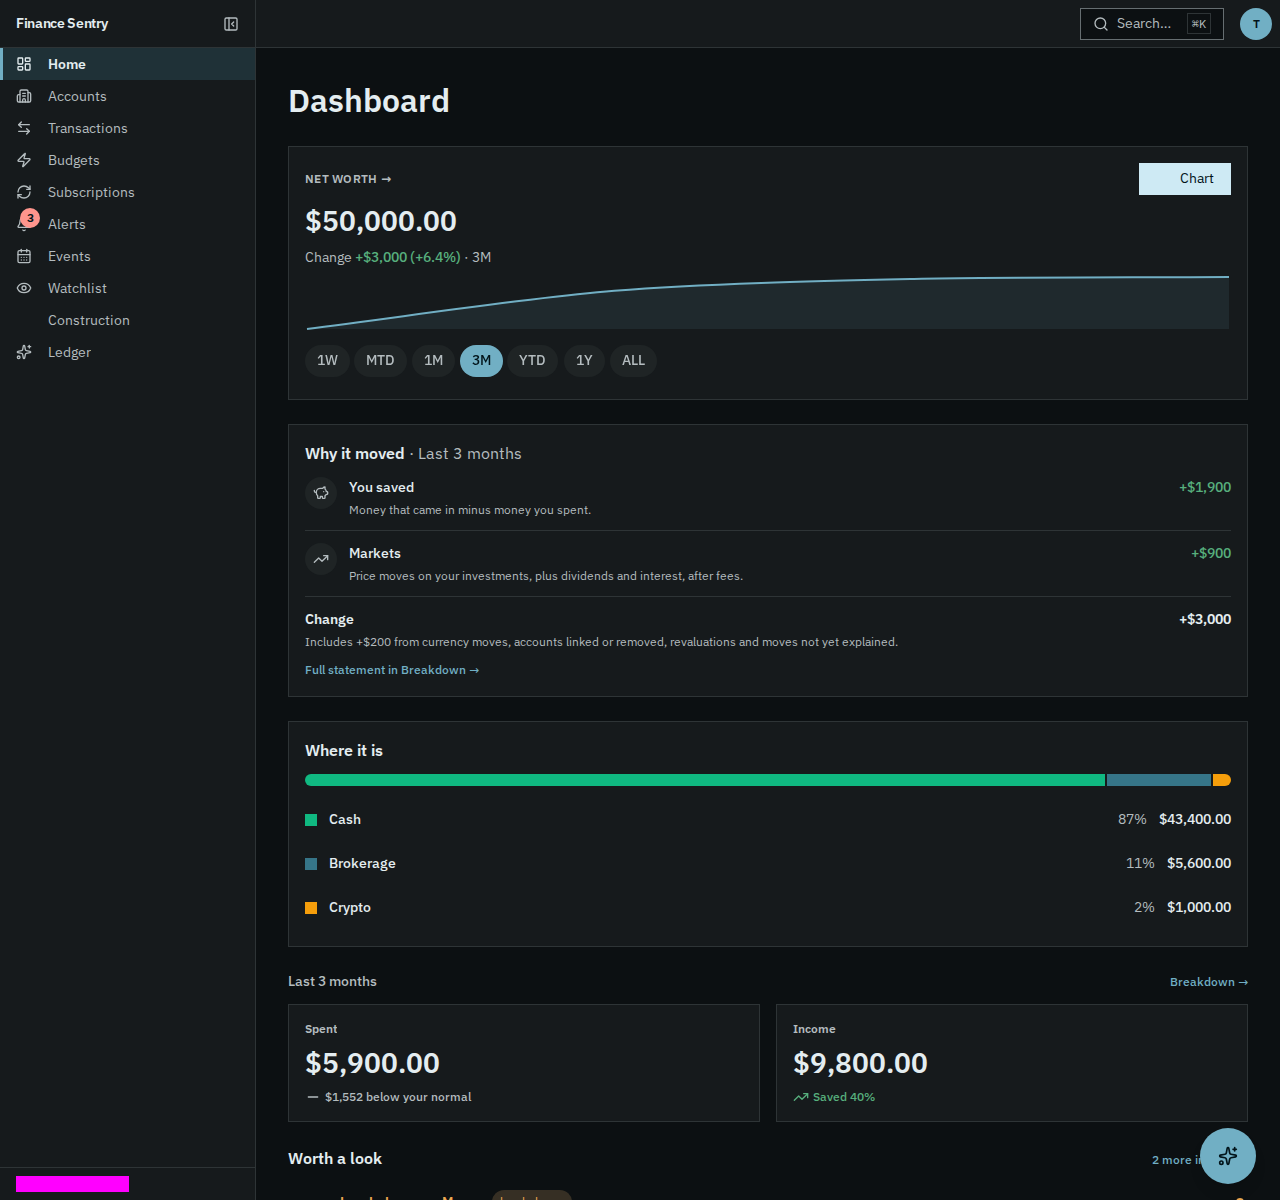 Finance Sentry
Search...
⌘K
T
Home
Accounts
Transactions
Budgets
Subscriptions
3
Alerts
Events
Watchlist
Construction
Ledger
Dashboard
NET WORTH →
Chart
$50,000.00
Change +$3,000 (+6.4%) · 3M
1W MTD 1M 3M YTD 1Y ALL
Why it moved · Last 3 months
You saved +$1,900
Money that came in minus money you spent.
Markets +$900
Price moves on your investments, plus dividends and interest, after fees.
Change +$3,000
Includes +$200 from currency moves, accounts linked or removed, revaluations and moves not yet explained.
Full statement in Breakdown →
Where it is
Cash 87% $43,400.00
Brokerage 11% $5,600.00
Crypto 2% $1,000.00
Last 3 months Breakdown →
Spent
$5,900.00
$1,552 below your normal
Income
$9,800.00
Saved 40%
Worth a look
2 more